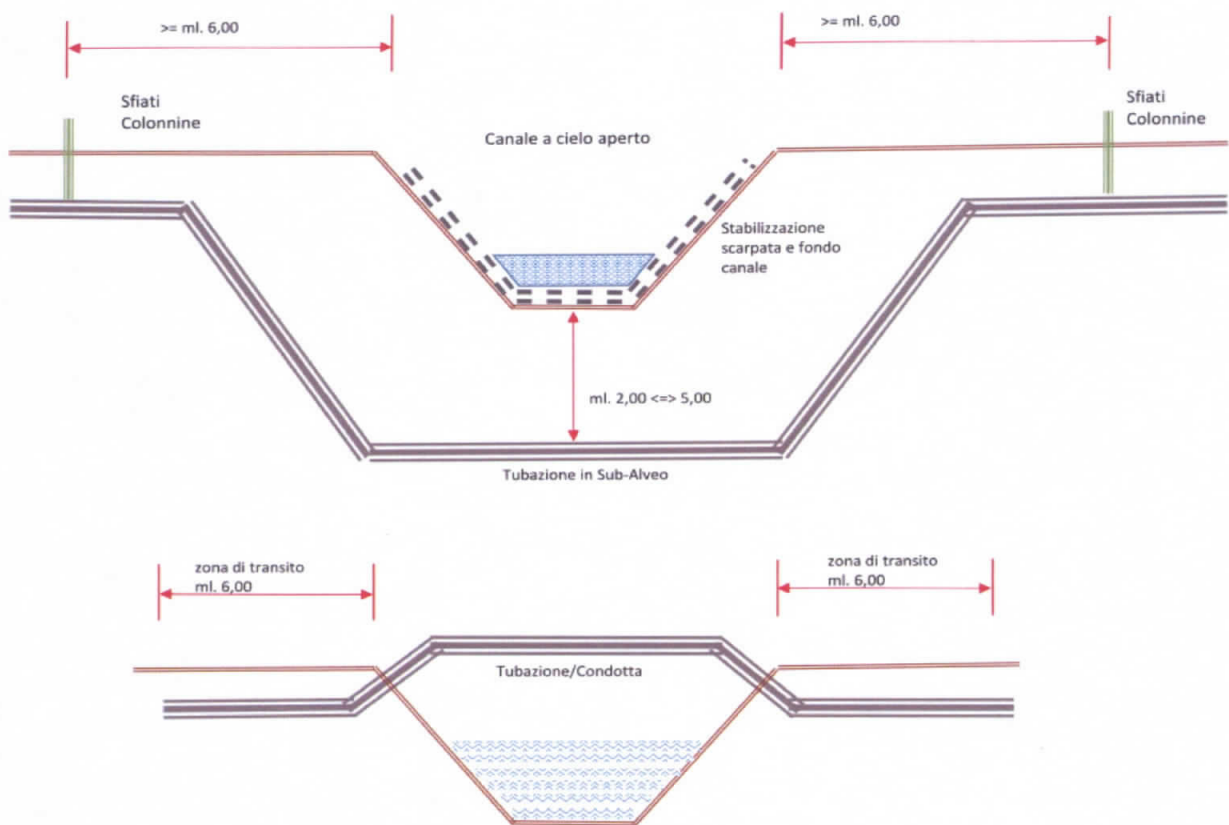 >= ml. 6,00
>= ml. 6,00
Sfiati
Colonnine
Canale a cielo aperto
Sfiati
Colonnine
Stabilizzazione
scarpata e fondo
canale
ml. 2,00 <=> 5,00
Tubazione in Sub-Alveo
zona di transito
ml. 6,00
zona di transito
ml. 6,00
Tubazione/Condotta